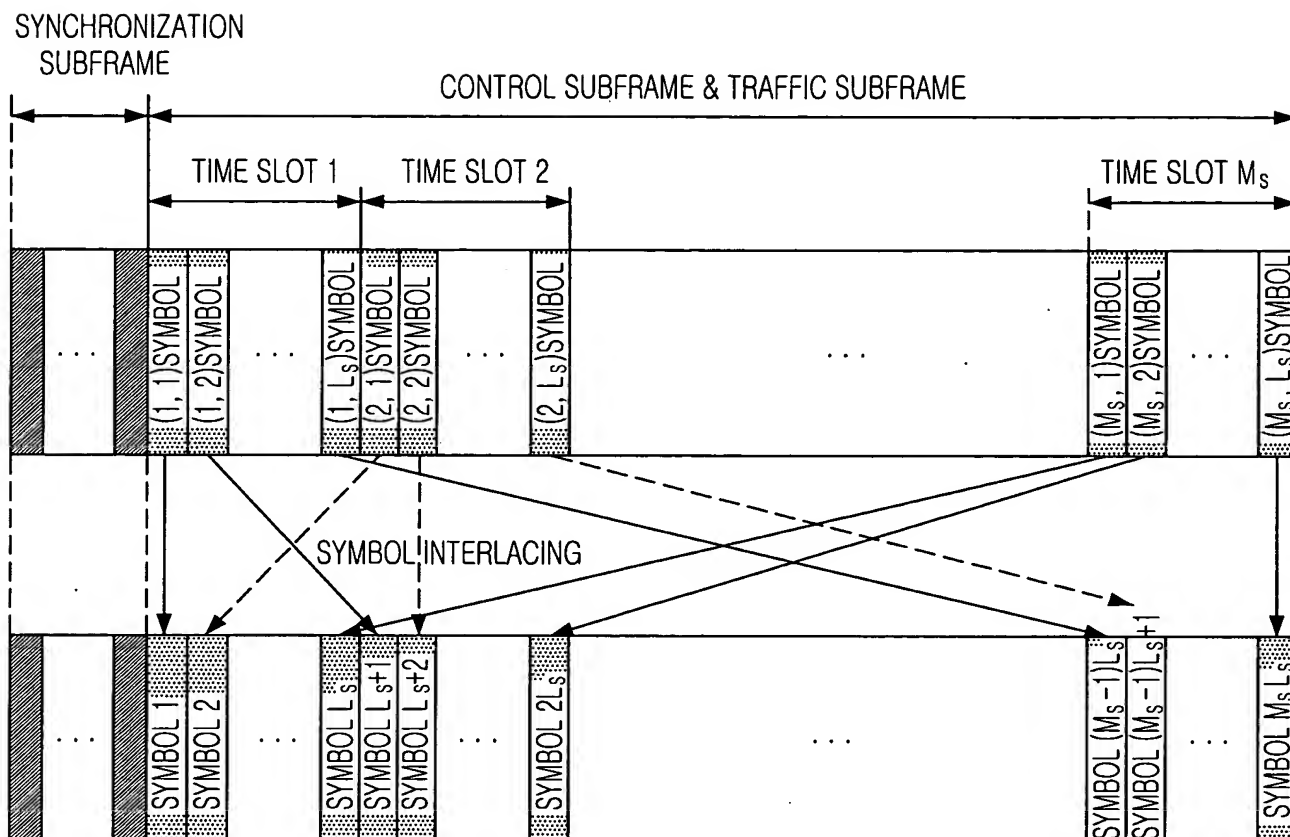 SYNCHRONIZATION
SUBFRAME
CONTROL SUBFRAME & TRAFFIC SUBFRAME
TIME SLOT 1
TIME SLOT 2
TIME SLOT Ms
(1, 1)SYMBOL
(1, 2)SYMBOL
...
(1, Ls)SYMBOL
(2, 1)SYMBOL
(2, 2)SYMBOL
...
(2, Ls)SYMBOL
...
(Ms, 1)SYMBOL
(Ms, 2)SYMBOL
...
(Ms, Ls)SYMBOL
SYMBOL INTERLACING
SYMBOL 1
SYMBOL 2
...
SYMBOL Ls
SYMBOL Ls+1
SYMBOL Ls+2
...
SYMBOL 2Ls
...
SYMBOL (Ms-1)Ls
SYMBOL (Ms-1)Ls+1
...
SYMBOL MsLs